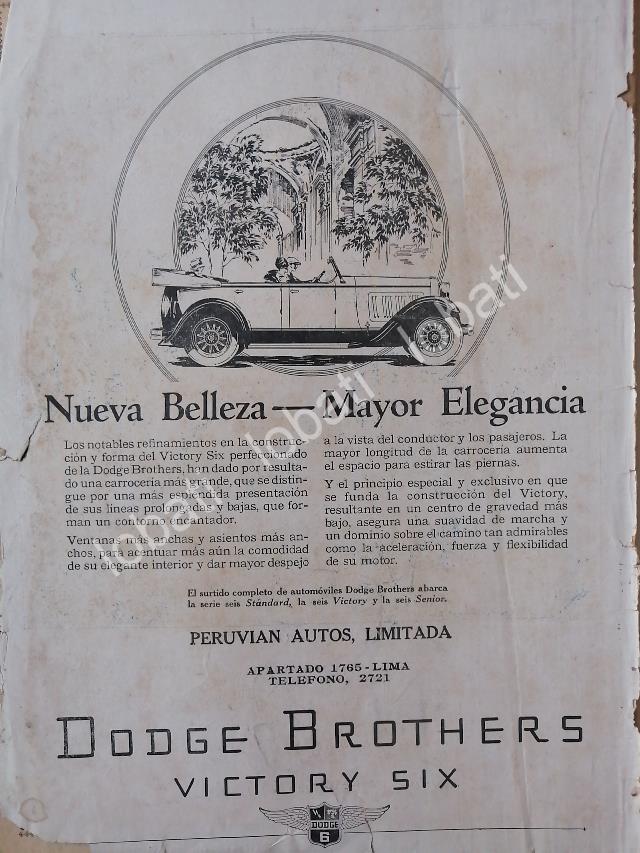 Nueva Belleza — Mayor Elegancia
Los notables refinamientos en la construc-
ción y forma del Victory Six perfeccionado
de la Dodge Brothers, han dado por resulta-
do una carrocería más grande, que se distin-
gue por una más espléndida presentación
de sus líneas prolongadas y bajas, que for-
man un contorno encantador.
Ventanas más anchas y asientos más an-
chos, para acentuar más aún la comodidad
de su elegante interior y dar mayor despejo
a la vista del conductor y los pasajeros. La
mayor longitud de la carrocería aumenta
el espacio para estirar las piernas.
Y el principio especial y exclusivo en que
se funda la construcción del Victory,
resultante en un centro de gravedad más
bajo, asegura una suavidad de marcha y
un dominio sobre el camino tan admirables
como la aceleración, fuerza y flexibilidad
de su motor.
El surtido completo de automóviles Dodge Brothers abarca
la serie seis Stándard, la seis Victory y la seis Senior.
PERUVIAN AUTOS, LIMITADA
APARTADO 1765 - LIMA
TELEFONO, 2721
DODGE BROTHERS
VICTORY SIX
DODGE
6
lobati lobati lobati